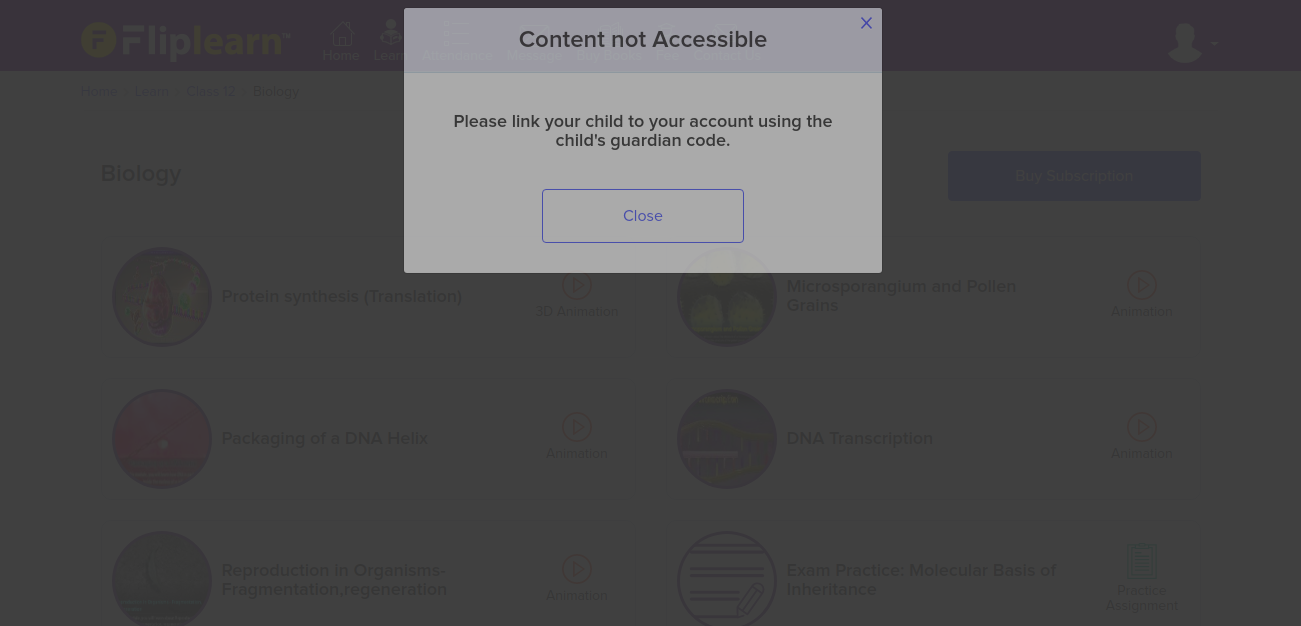 Fliplearn™
Home
Learn
Content not Accessible
Please link your child to your account using the
child's guardian code.
Close
Home / Learn / Class 12 / Biology
Biology
Buy Subscription
Protein synthesis (Translation)
3D Animation
Microsporangium and Pollen
Grains
Animation
Packaging of a DNA Helix
Animation
DNA Transcription
Animation
Reproduction in Organisms-
Fragmentation,regeneration
Animation
Exam Practice: Molecular Basis of
Inheritance
Practice
Assignment